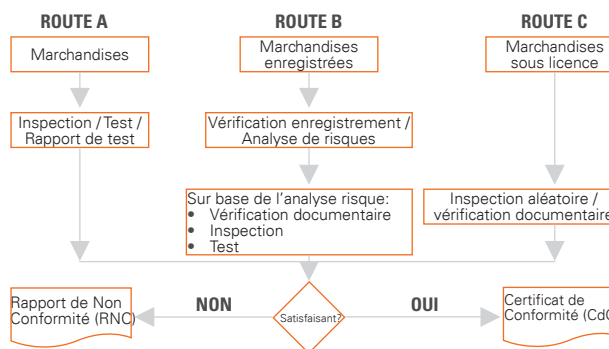 ROUTE A
Marchandises
Inspection / Test /
Rapport de test
ROUTE B
Marchandises
enregistrées
Vérification enregistrement /
Analyse de risques
Sur base de l'analyse risque:
• Vérification documentaire
• Inspection
• Test
ROUTE C
Marchandises
sous licence
Inspection aléatoire /
vérification documentaire
Satisfaisant?
NON
Rapport de Non
Conformité (RNC)
OUI
Certificat de
Conformité (CdC